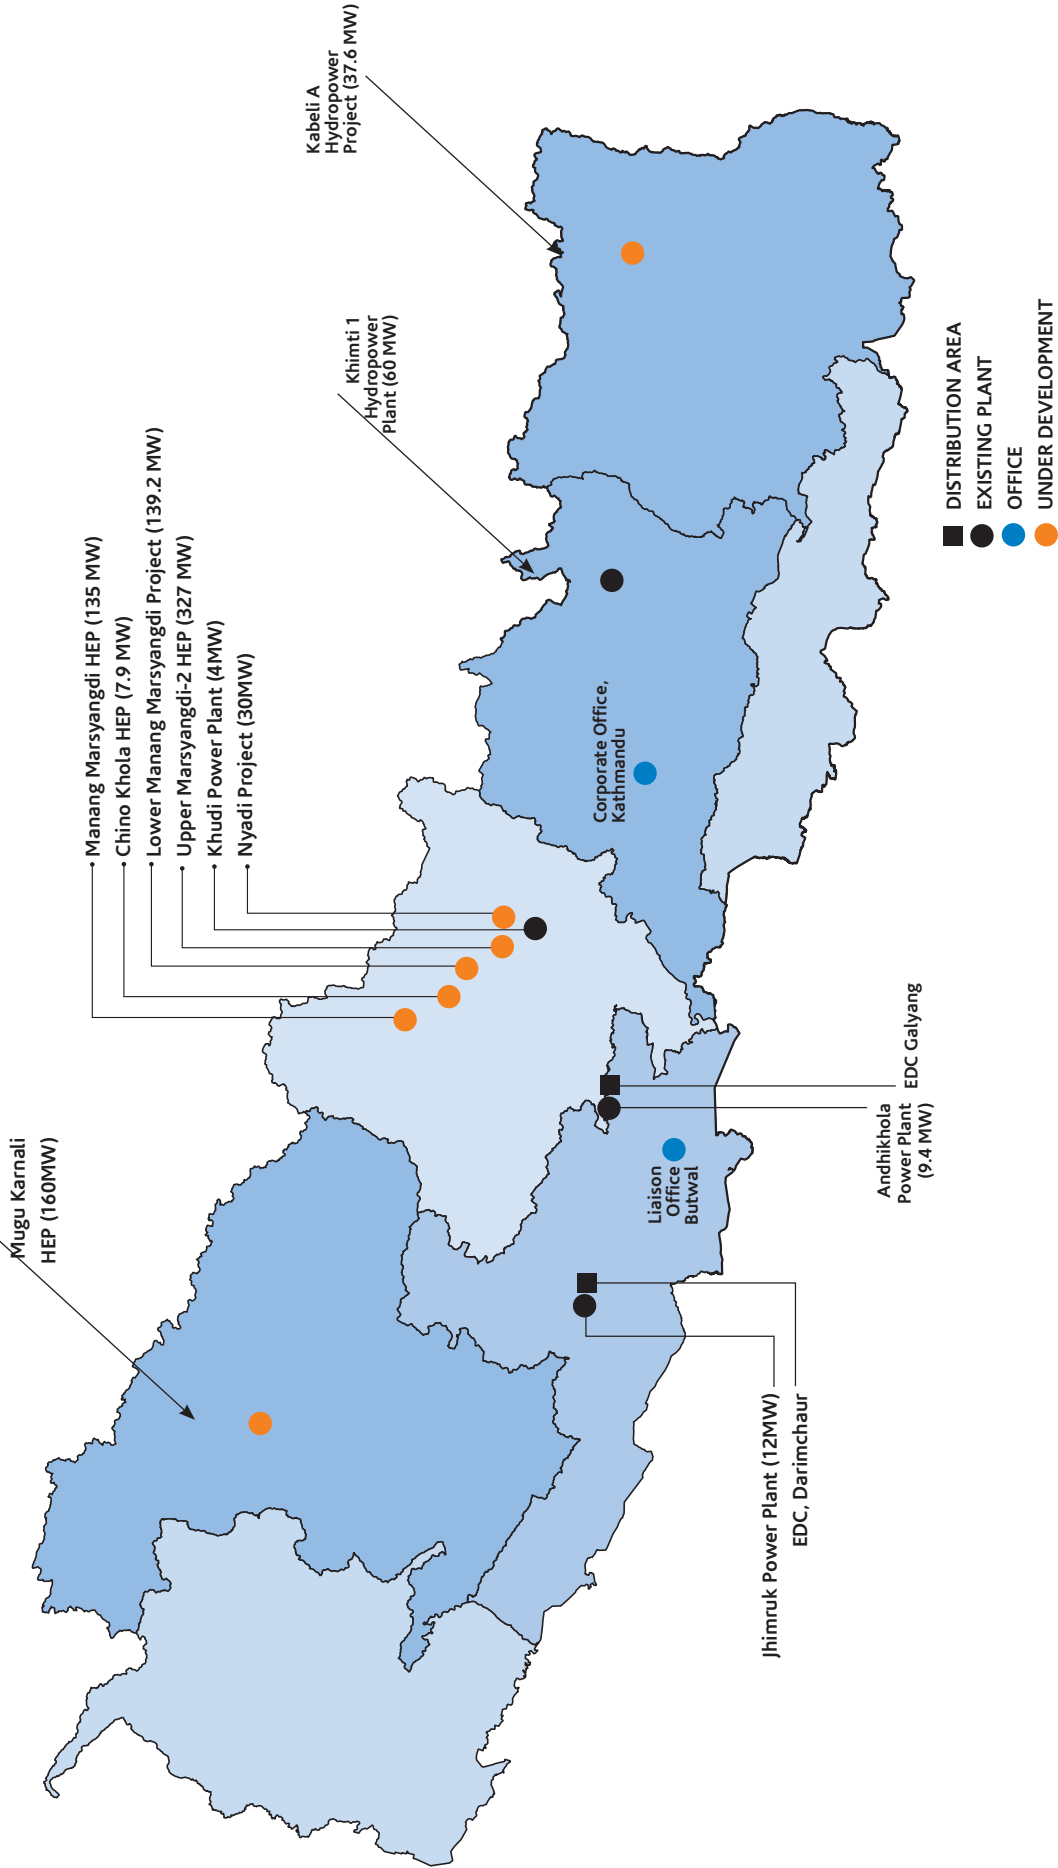 Mugu Karnali
HEP (160MW)
Manang Marsyangdi HEP (135 MW)
Chino Khola HEP (7.9 MW)
Lower Manang Marsyangdi Project (139.2 MW)
Upper Marsyangdi-2 HEP (327 MW)
Khudi Power Plant (4MW)
Nyadi Project (30MW)
Khimti 1
Hydropower
Plant (60 MW)
Kabeli A
Hydropower
Project (37.6 MW)
Corporate Office,
Kathmandu
Liaison
Office
Butwal
Jhimruk Power Plant (12MW)
EDC, Darimchaur
Andhikhola
Power Plant
(9.4 MW)
EDC Galyang
DISTRIBUTION AREA
EXISTING PLANT
OFFICE
UNDER DEVELOPMENT